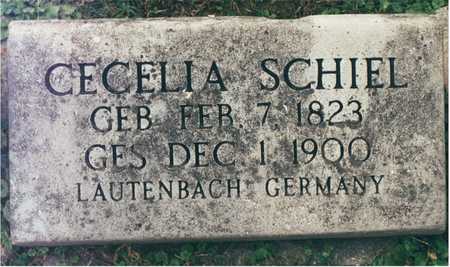 CECELIA SCHIEL
GEB FEB 7 1823
GES DEC 1 1900
LAUTENBACH GERMANY